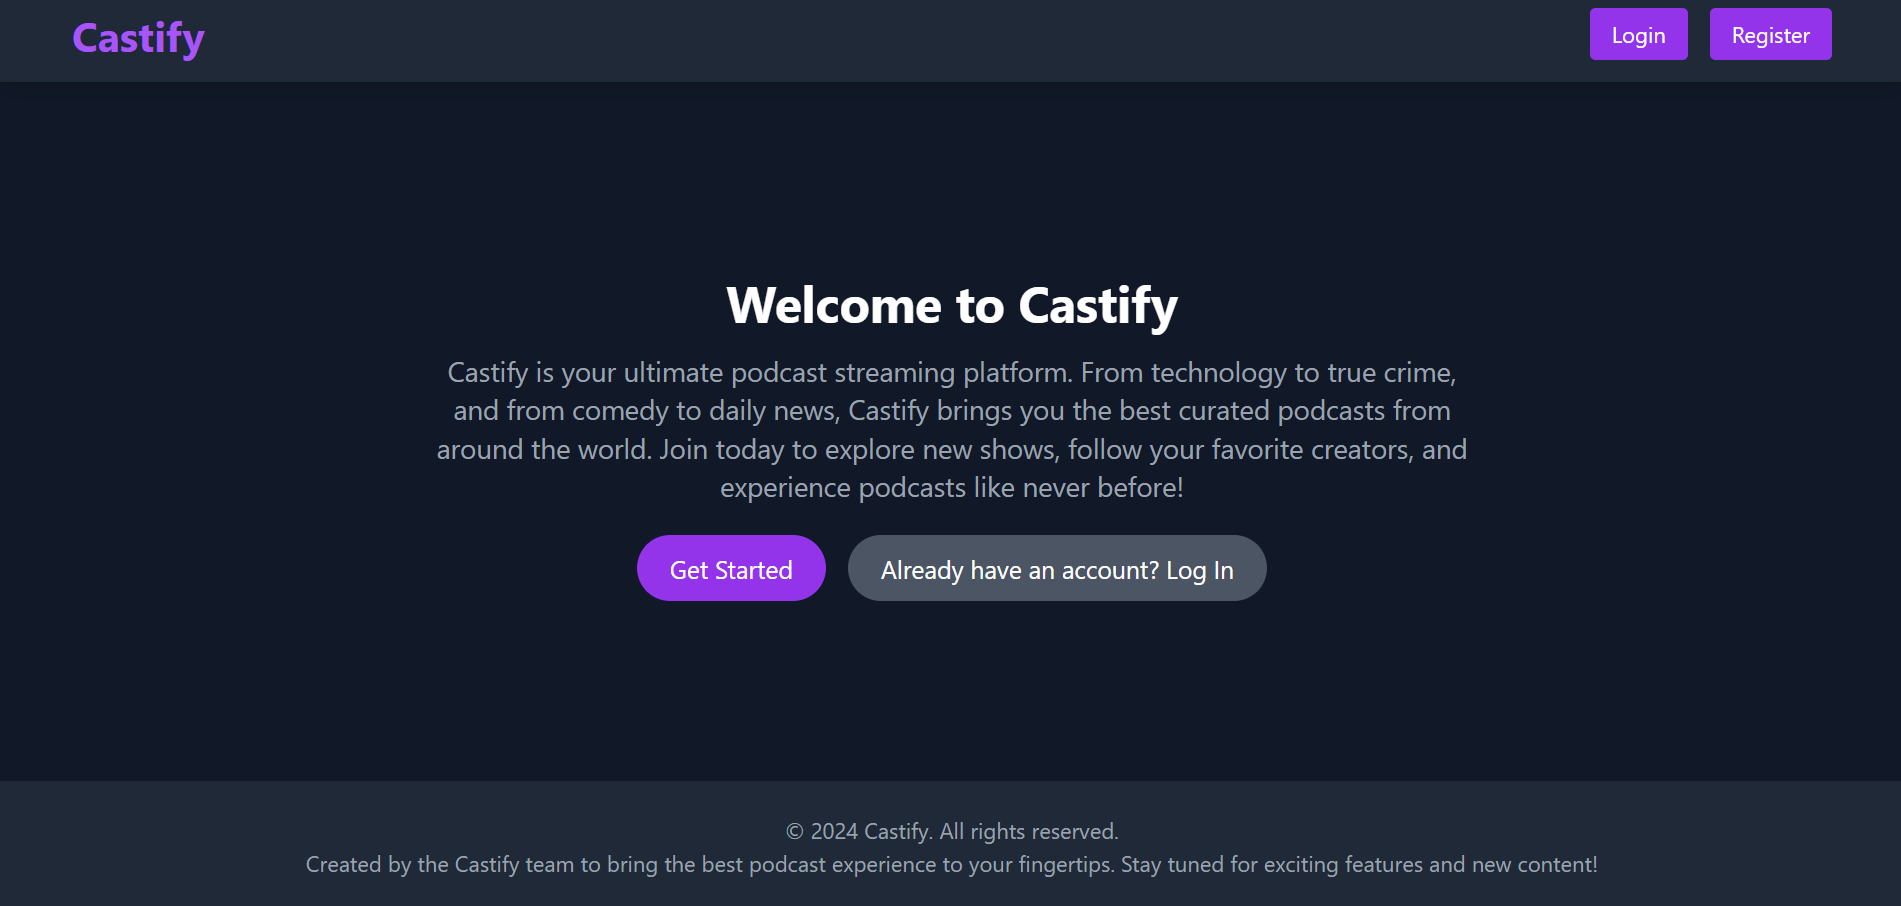 Castify
Login
Register
Welcome to Castify
Castify is your ultimate podcast streaming platform. From technology to true crime,
and from comedy to daily news, Castify brings you the best curated podcasts from
around the world. Join today to explore new shows, follow your favorite creators, and
experience podcasts like never before!
Get Started
Already have an account? Log In
© 2024 Castify. All rights reserved.
Created by the Castify team to bring the best podcast experience to your fingertips. Stay tuned for exciting features and new content!